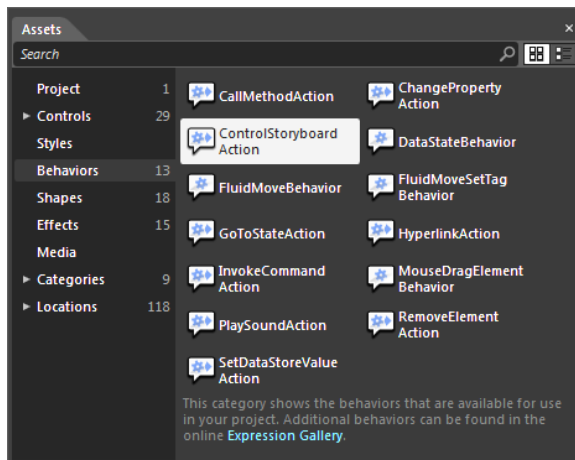 Assets
Search
Project 1
Controls 29
Styles
Behaviors 13
Shapes 18
Effects 15
Media
Categories 9
Locations 118
CallMethodAction
ChangeProperty
Action
ControlStoryboard
Action
DataStateBehavior
FluidMoveBehavior
FluidMoveSetTag
Behavior
GoToStateAction
HyperlinkAction
InvokeCommand
Action
MouseDragElement
Behavior
PlaySoundAction
RemoveElement
Action
SetDataStoreValue
Action
This category shows the behaviors that are available for use
in your project. Additional behaviors can be found in the
online Expression Gallery.